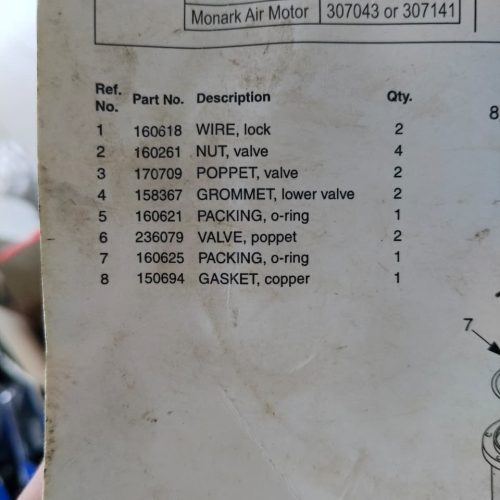 Monark Air Motor 307043 or 307141
Ref. No. Part No. Description Qty.
1 160618 WIRE, lock 2
2 160261 NUT, valve 4
3 170709 POPPET, valve 2
4 158367 GROMMET, lower valve 2
5 160621 PACKING, o-ring 1
6 236079 VALVE, poppet 2
7 160625 PACKING, o-ring 1
8 150694 GASKET, copper 1
8
7